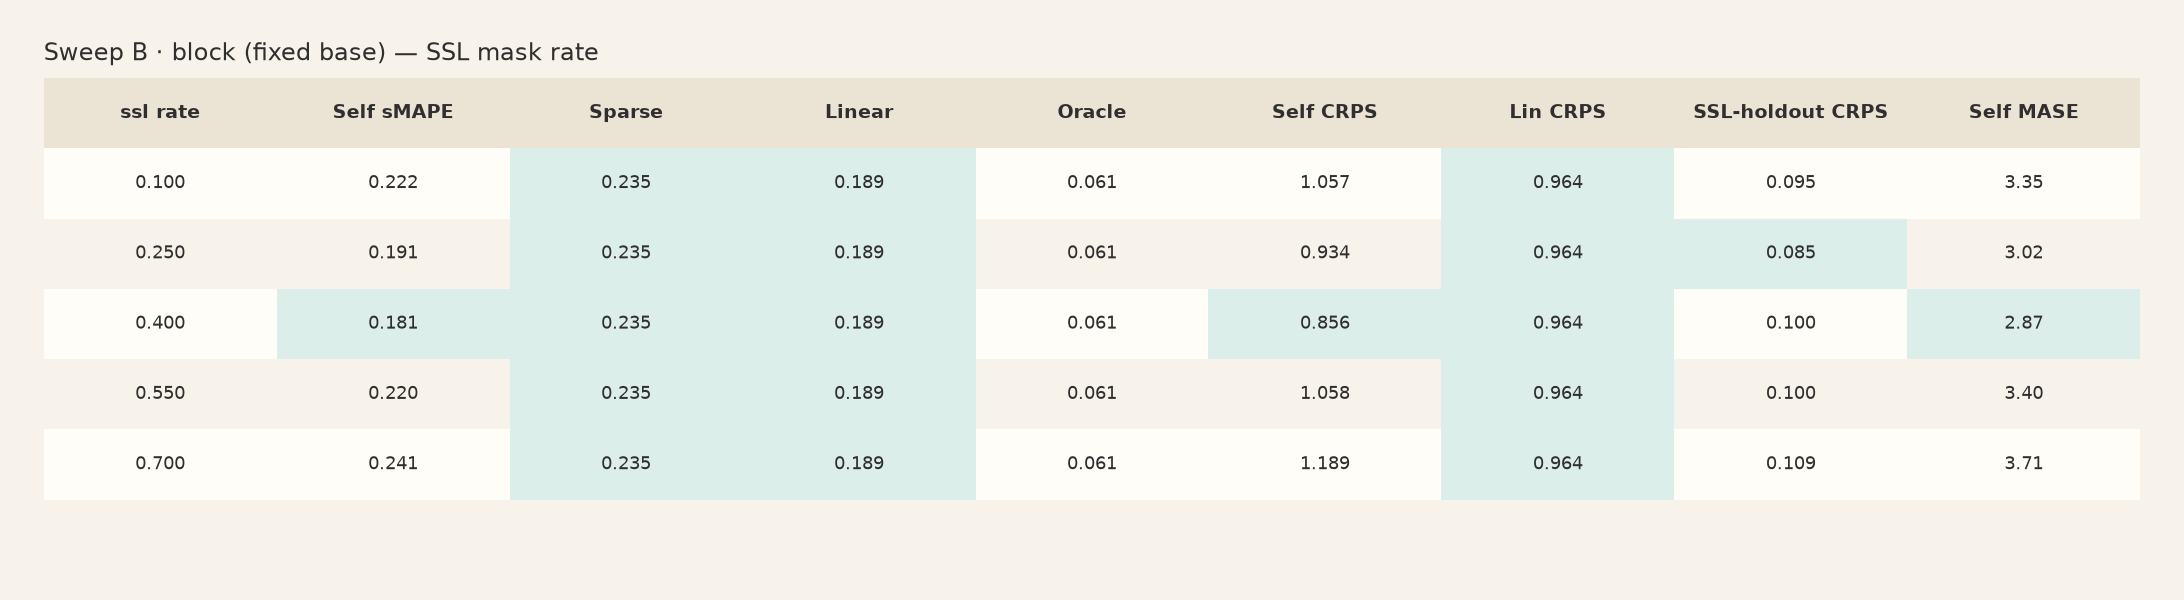 Sweep B · block (fixed base) — SSL mask rate
ssl rate Self sMAPE Sparse Linear Oracle Self CRPS Lin CRPS SSL-holdout CRPS Self MASE
0.100 0.222 0.235 0.189 0.061 1.057 0.964 0.095 3.35
0.250 0.191 0.235 0.189 0.061 0.934 0.964 0.085 3.02
0.400 0.181 0.235 0.189 0.061 0.856 0.964 0.100 2.87
0.550 0.220 0.235 0.189 0.061 1.058 0.964 0.100 3.40
0.700 0.241 0.235 0.189 0.061 1.189 0.964 0.109 3.71